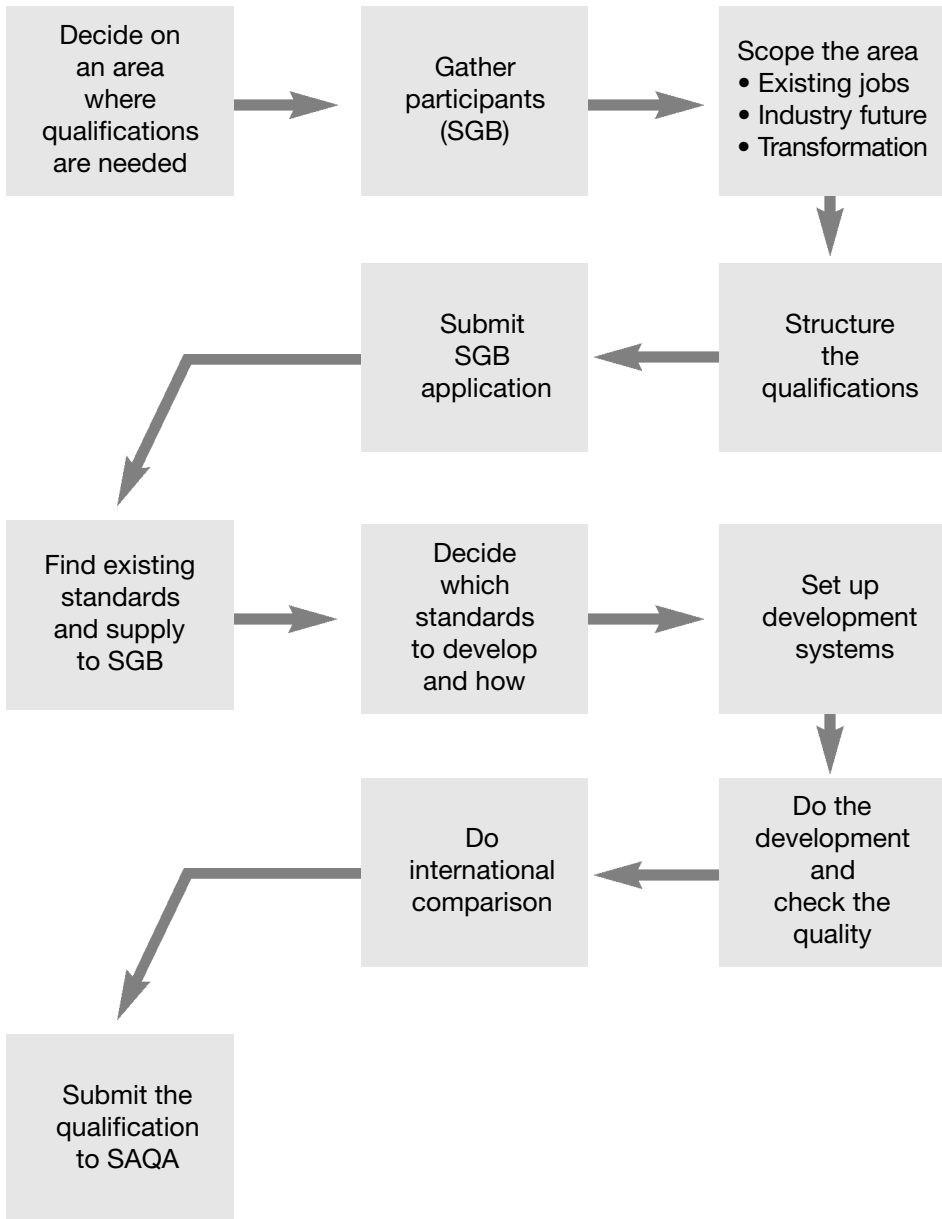 Decide on
an area
where
qualifications
are needed
Gather
participants
(SGB)
Scope the area
• Existing jobs
• Industry future
• Transformation
Structure
the
qualifications
Submit
SGB
application
Find existing
standards
and supply
to SGB
Decide
which
standards
to develop
and how
Set up
development
systems
Do the
development
and
check the
quality
Do
international
comparison
Submit the
qualification
to SAQA